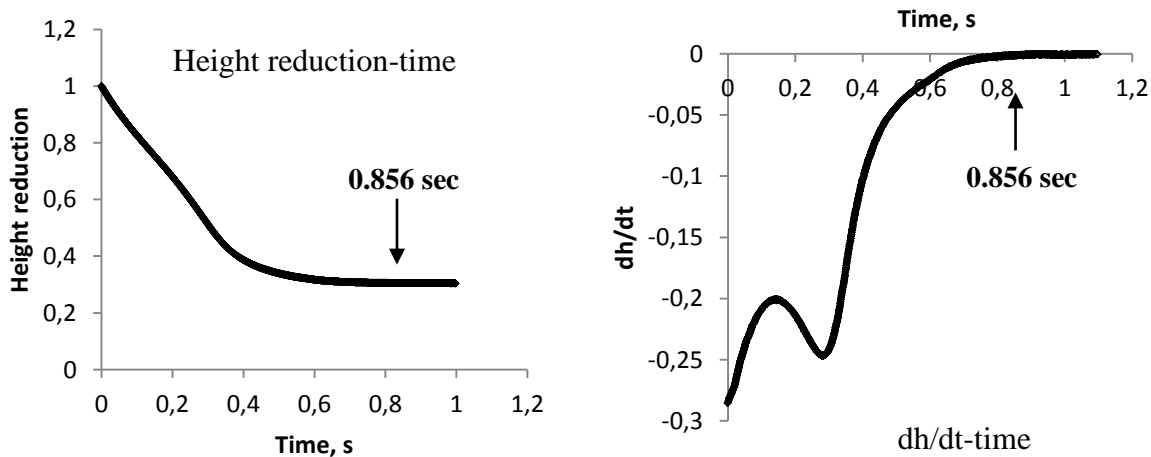 Height reduction-time
1,2
1
0,8
0,6
0,4
0,2
0
0 0,2 0,4 0,6 0,8 1 1,2
Height reduction
Time, s
0.856 sec
Time, s
0
-0,05
-0,1
-0,15
-0,2
-0,25
-0,3
0 0,2 0,4 0,6 0,8 1 1,2
dh/dt
0.856 sec
dh/dt-time